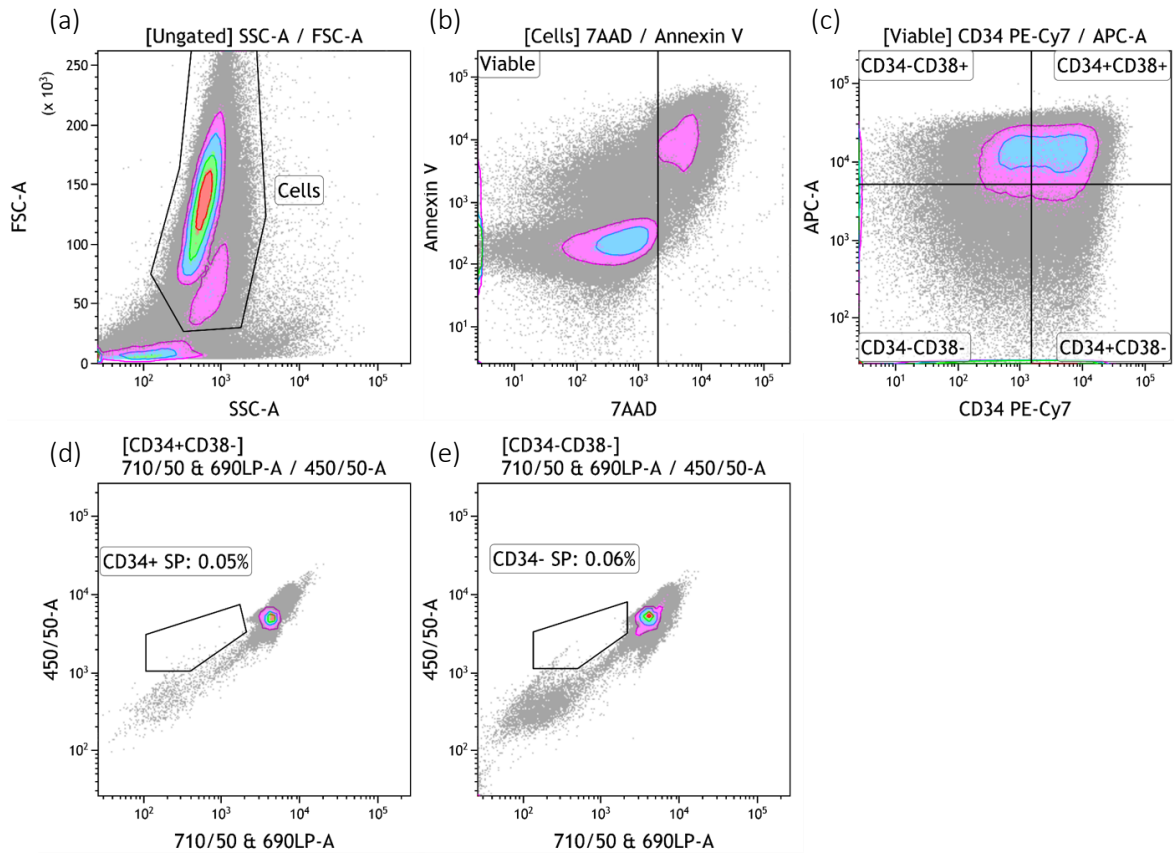 (a)
[Ungated] SSC-A / FSC-A
(x 10³)
250
200
150
100
50
0
FSC-A
Cells
10² 10³ 10⁴ 10⁵
SSC-A
(b)
[Cells] 7AAD / Annexin V
Viable
10⁵
10⁴
10³
10²
10¹
Annexin V
10¹ 10² 10³ 10⁴ 10⁵
7AAD
(c)
[Viable] CD34 PE-Cy7 / APC-A
CD34-CD38+ CD34+CD38+
10⁵
10⁴
10³
10²
APC-A
CD34-CD38- CD34+CD38-
10¹ 10² 10³ 10⁴ 10⁵
CD34 PE-Cy7
(d)
[CD34+CD38-]
710/50 & 690LP-A / 450/50-A
CD34+ SP: 0.05%
10⁵
10⁴
10³
10²
450/50-A
10² 10³ 10⁴ 10⁵
710/50 & 690LP-A
(e)
[CD34-CD38-]
710/50 & 690LP-A / 450/50-A
CD34- SP: 0.06%
10⁵
10⁴
10³
10²
450/50-A
10² 10³ 10⁴ 10⁵
710/50 & 690LP-A